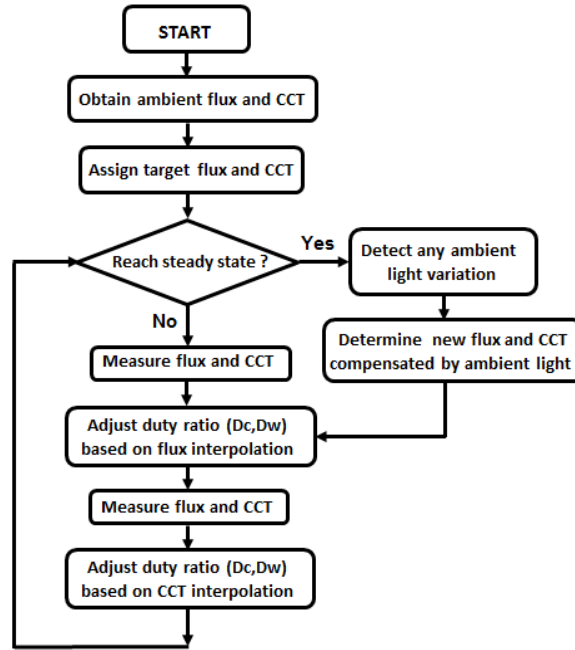 START
Obtain ambient flux and CCT
Assign target flux and CCT
Reach steady state ?
Yes
Detect any ambient
light variation
Determine new flux and CCT
compensated by ambient light
No
Measure flux and CCT
Adjust duty ratio (Dc,Dw)
based on flux interpolation
Measure flux and CCT
Adjust duty ratio (Dc,Dw)
based on CCT interpolation